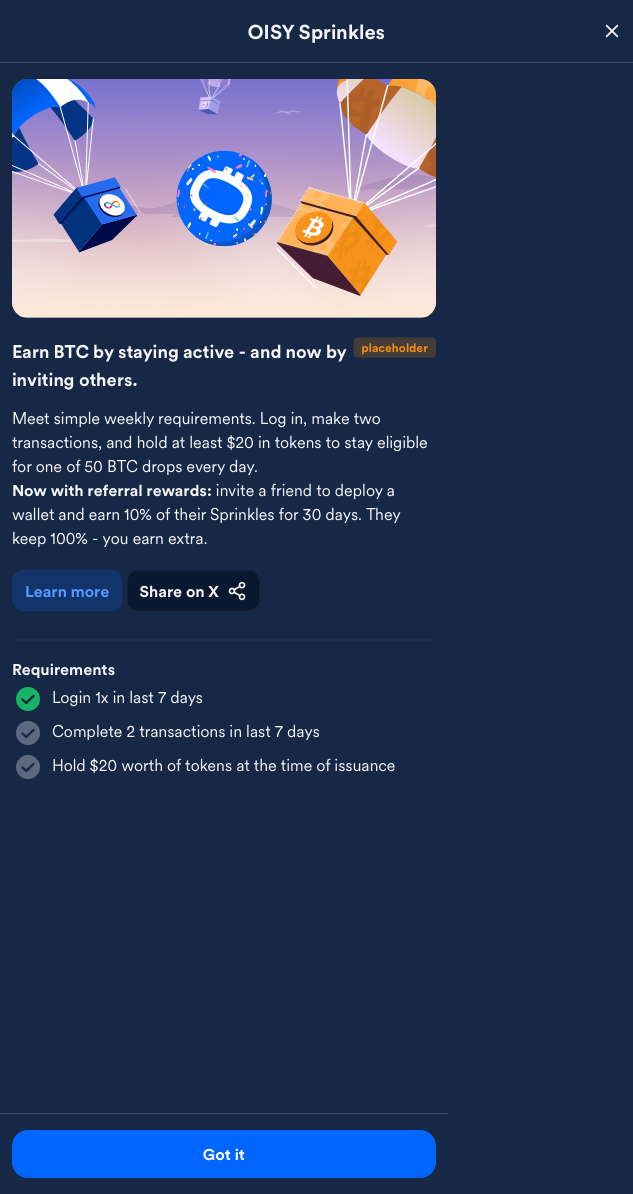 OISY Sprinkles
Earn BTC by staying active - and now by
placeholder
inviting others.
Meet simple weekly requirements. Log in, make two
transactions, and hold at least $20 in tokens to stay eligible
for one of 50 BTC drops every day.
Now with referral rewards: invite a friend to deploy a
wallet and earn 10% of their Sprinkles for 30 days. They
keep 100% - you earn extra.
Learn more
Share on X
Requirements
Login 1x in last 7 days
Complete 2 transactions in last 7 days
Hold $20 worth of tokens at the time of issuance
Got it